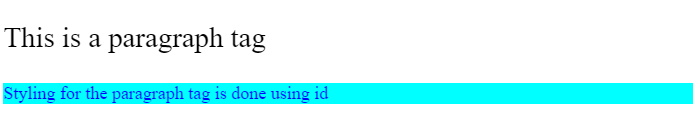 This is a paragraph tag
Styling for the paragraph tag is done using id